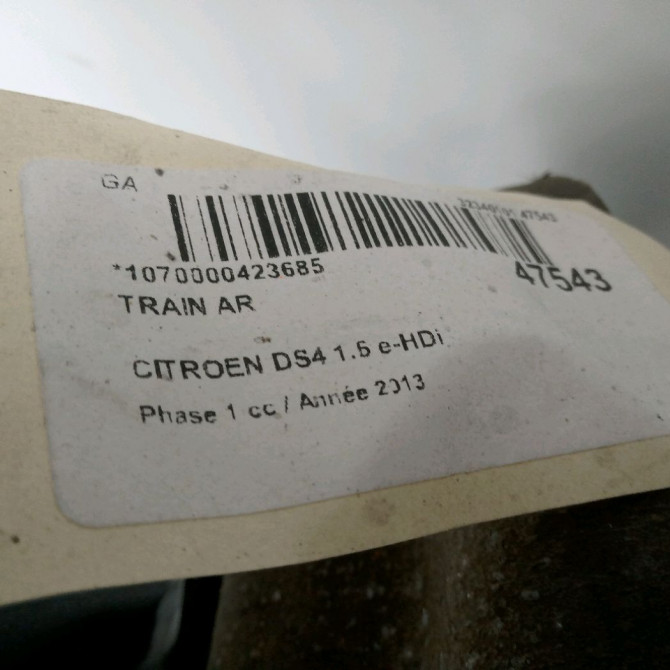 GA
*1070000423685
47543
TRAIN AR
CITROEN DS4 1.6 e-HDi
Phase 1 cc / Année 2013